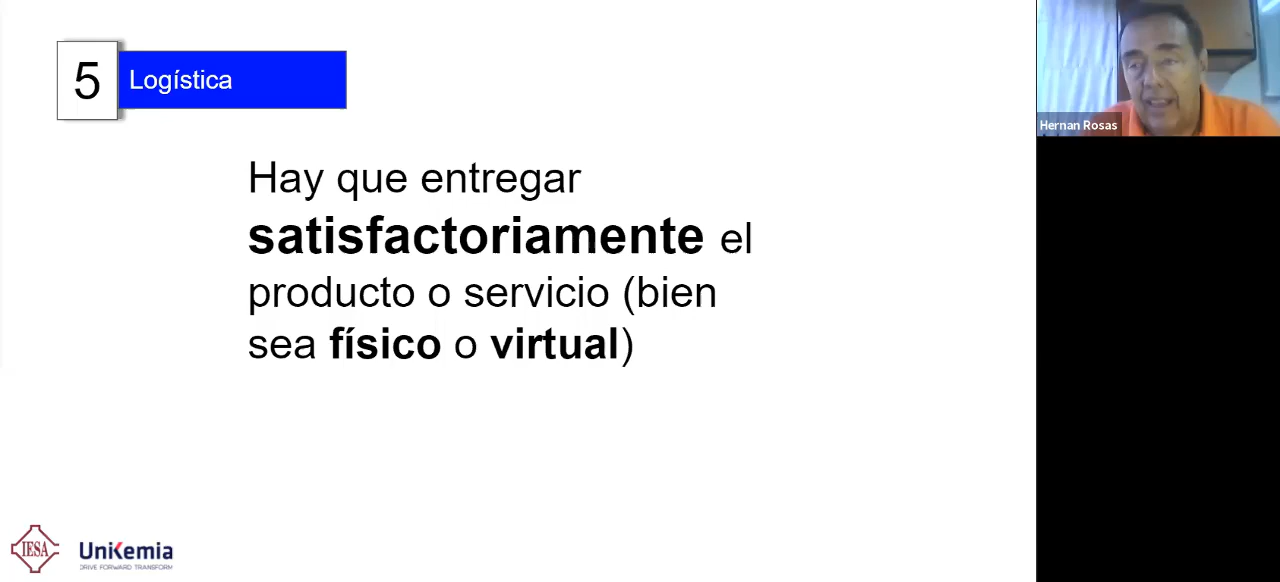 5
Logística
Hay que entregar
satisfactoriamente el
producto o servicio (bien
sea físico o virtual)
Hernan Rosas
IESA
UniKemia
DRIVE FORWARD TRANSFORM